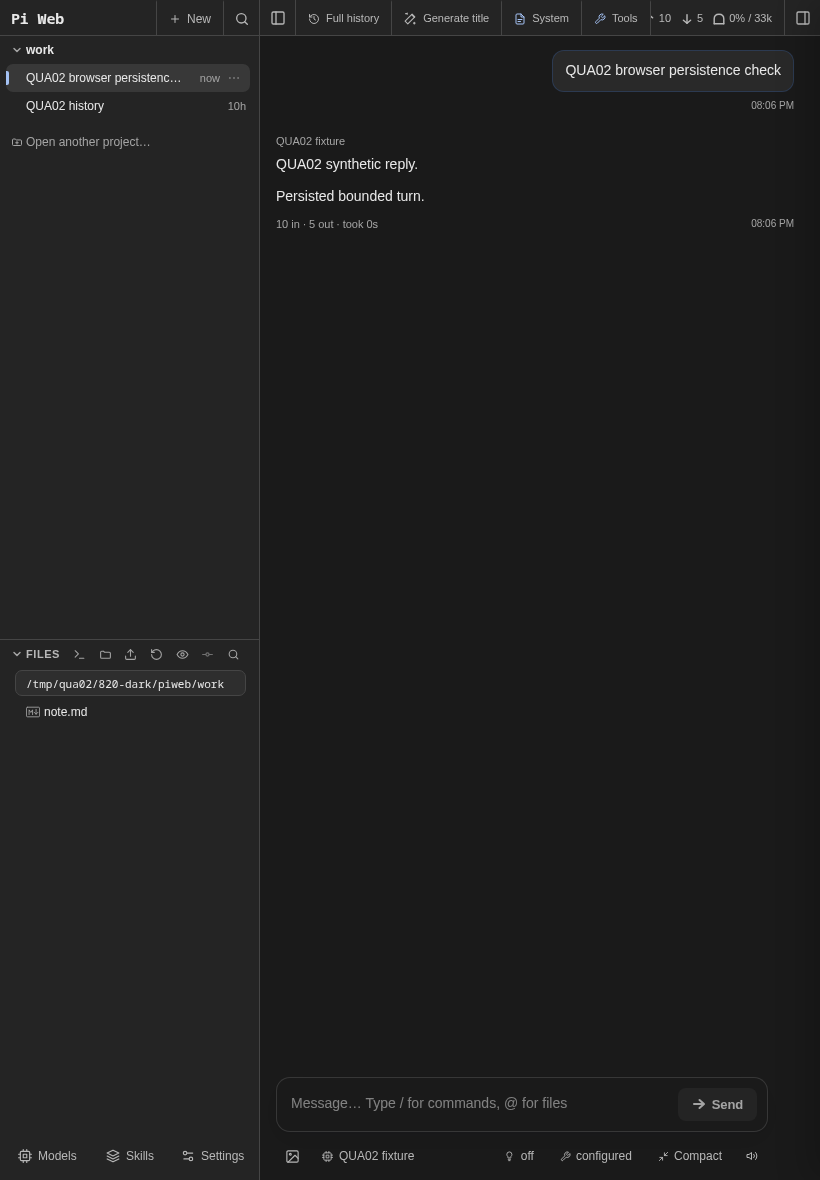 Pi Web
New
Full history
Generate title
System
Tools
10
5
0% / 33k
work
QUA02 browser persistenc… now
QUA02 history 10h
Open another project…
QUA02 browser persistence check
08:06 PM
QUA02 fixture
QUA02 synthetic reply.
Persisted bounded turn.
10 in · 5 out · took 0s
08:06 PM
FILES
/tmp/qua02/820-dark/piweb/work
note.md
Message… Type / for commands, @ for files
Send
Models
Skills
Settings
QUA02 fixture
off
configured
Compact